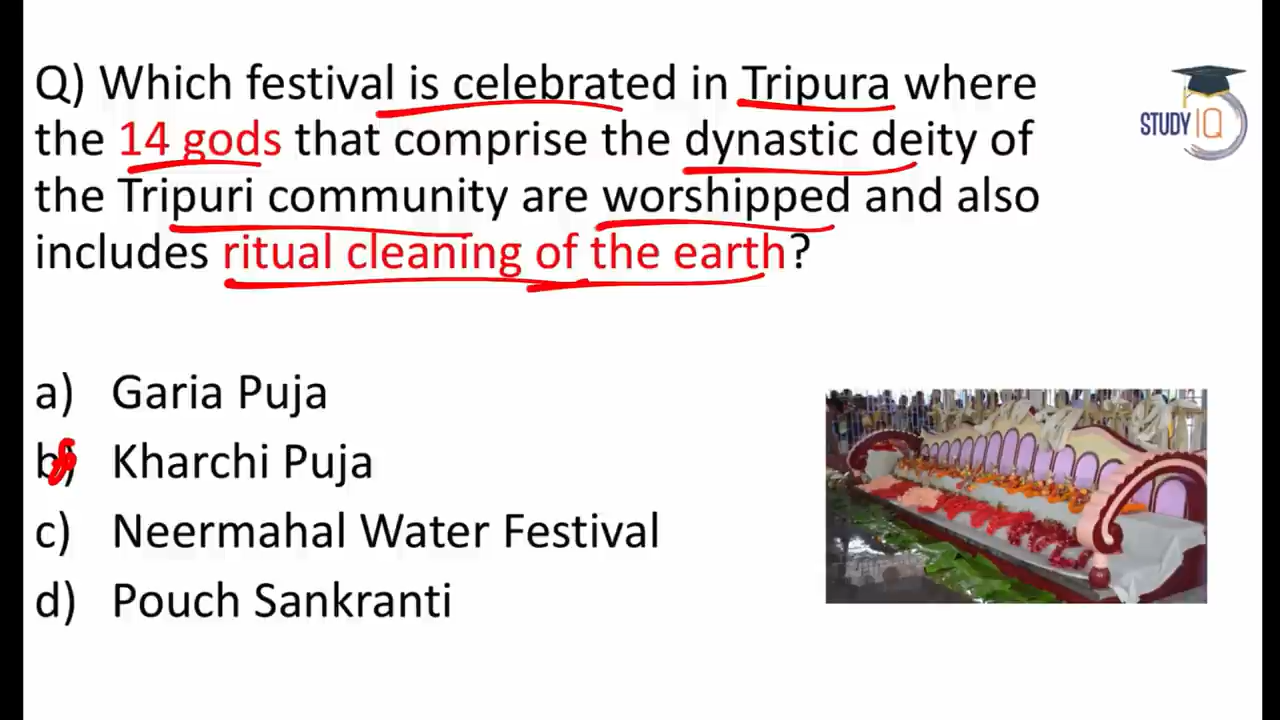 Q) Which festival is celebrated in Tripura where
the 14 gods that comprise the dynastic deity of
the Tripuri community are worshipped and also
includes ritual cleaning of the earth?
STUDY IQ
a) Garia Puja
b) Kharchi Puja
c) Neermahal Water Festival
d) Pouch Sankranti